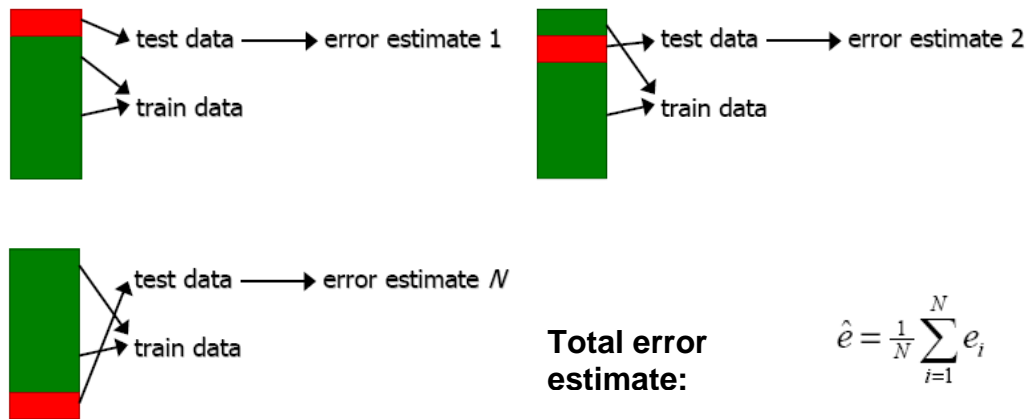 test data
error estimate 1
train data
test data
error estimate 2
train data
test data
error estimate N
train data
Total error
estimate:
ê = 1/N ∑_{i=1}^{N} e_i